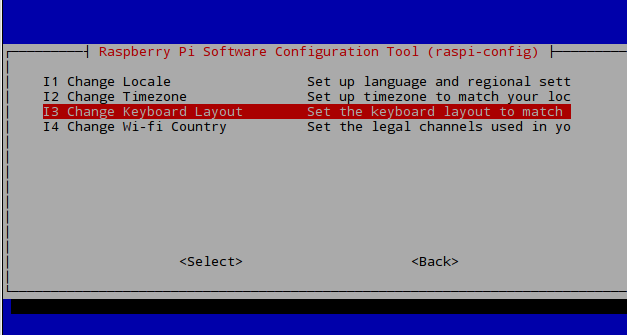 Raspberry Pi Software Configuration Tool (raspi-config)
I1 Change Locale Set up language and regional sett
I2 Change Timezone Set up timezone to match your loc
I3 Change Keyboard Layout Set the keyboard layout to match
I4 Change Wi-fi Country Set the legal channels used in yo
<Select> <Back>